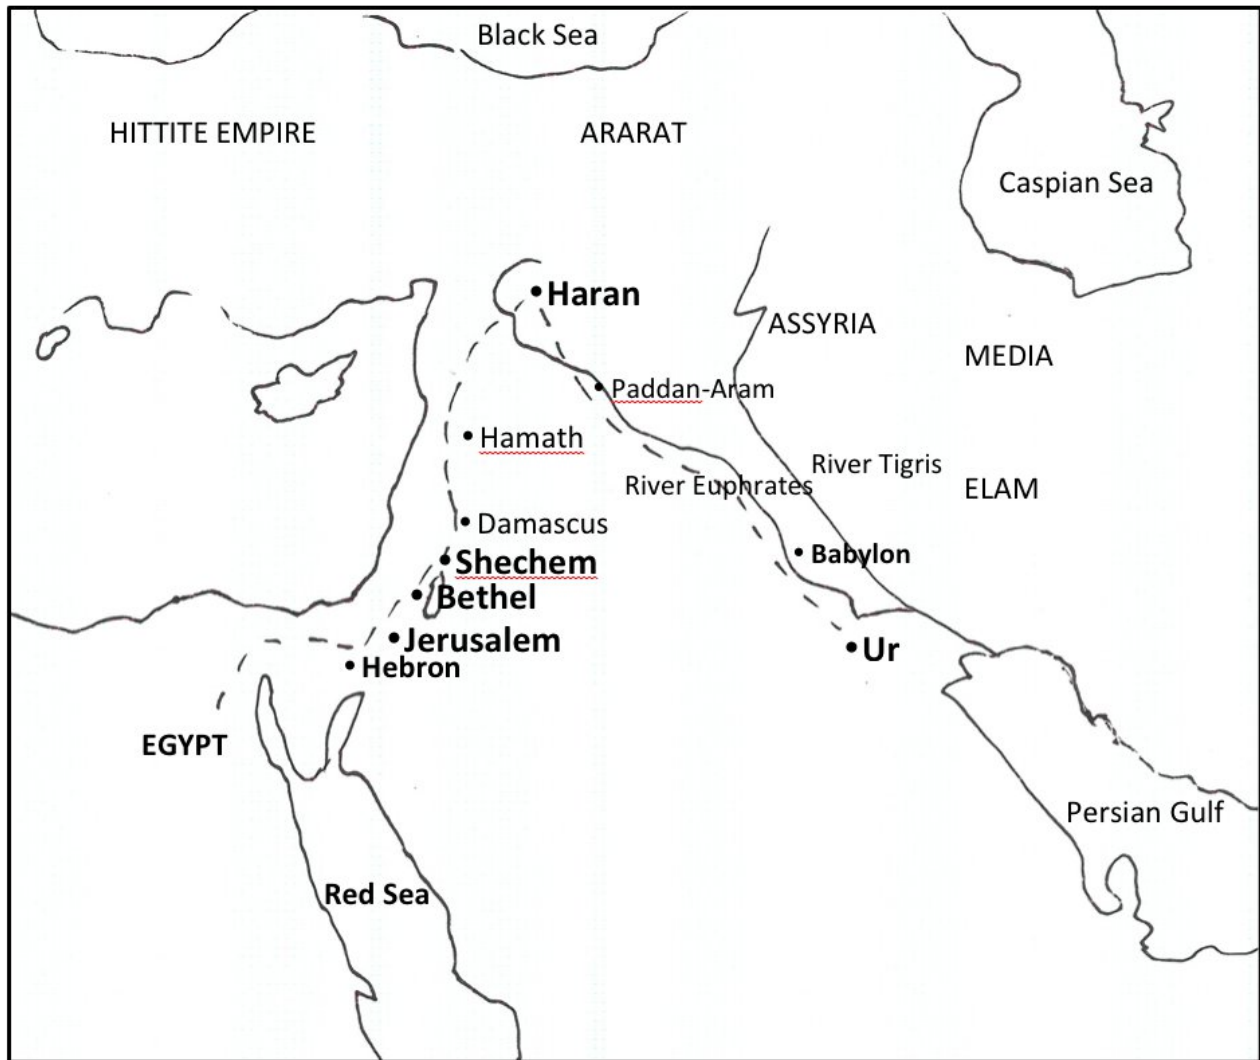 Black Sea
HITTITE EMPIRE
ARARAT
Caspian Sea
Haran
ASSYRIA
MEDIA
Paddan-Aram
Hamath
River Tigris
River Euphrates
ELAM
Damascus
Shechem
Babylon
Bethel
Jerusalem
Ur
Hebron
EGYPT
Persian Gulf
Red Sea